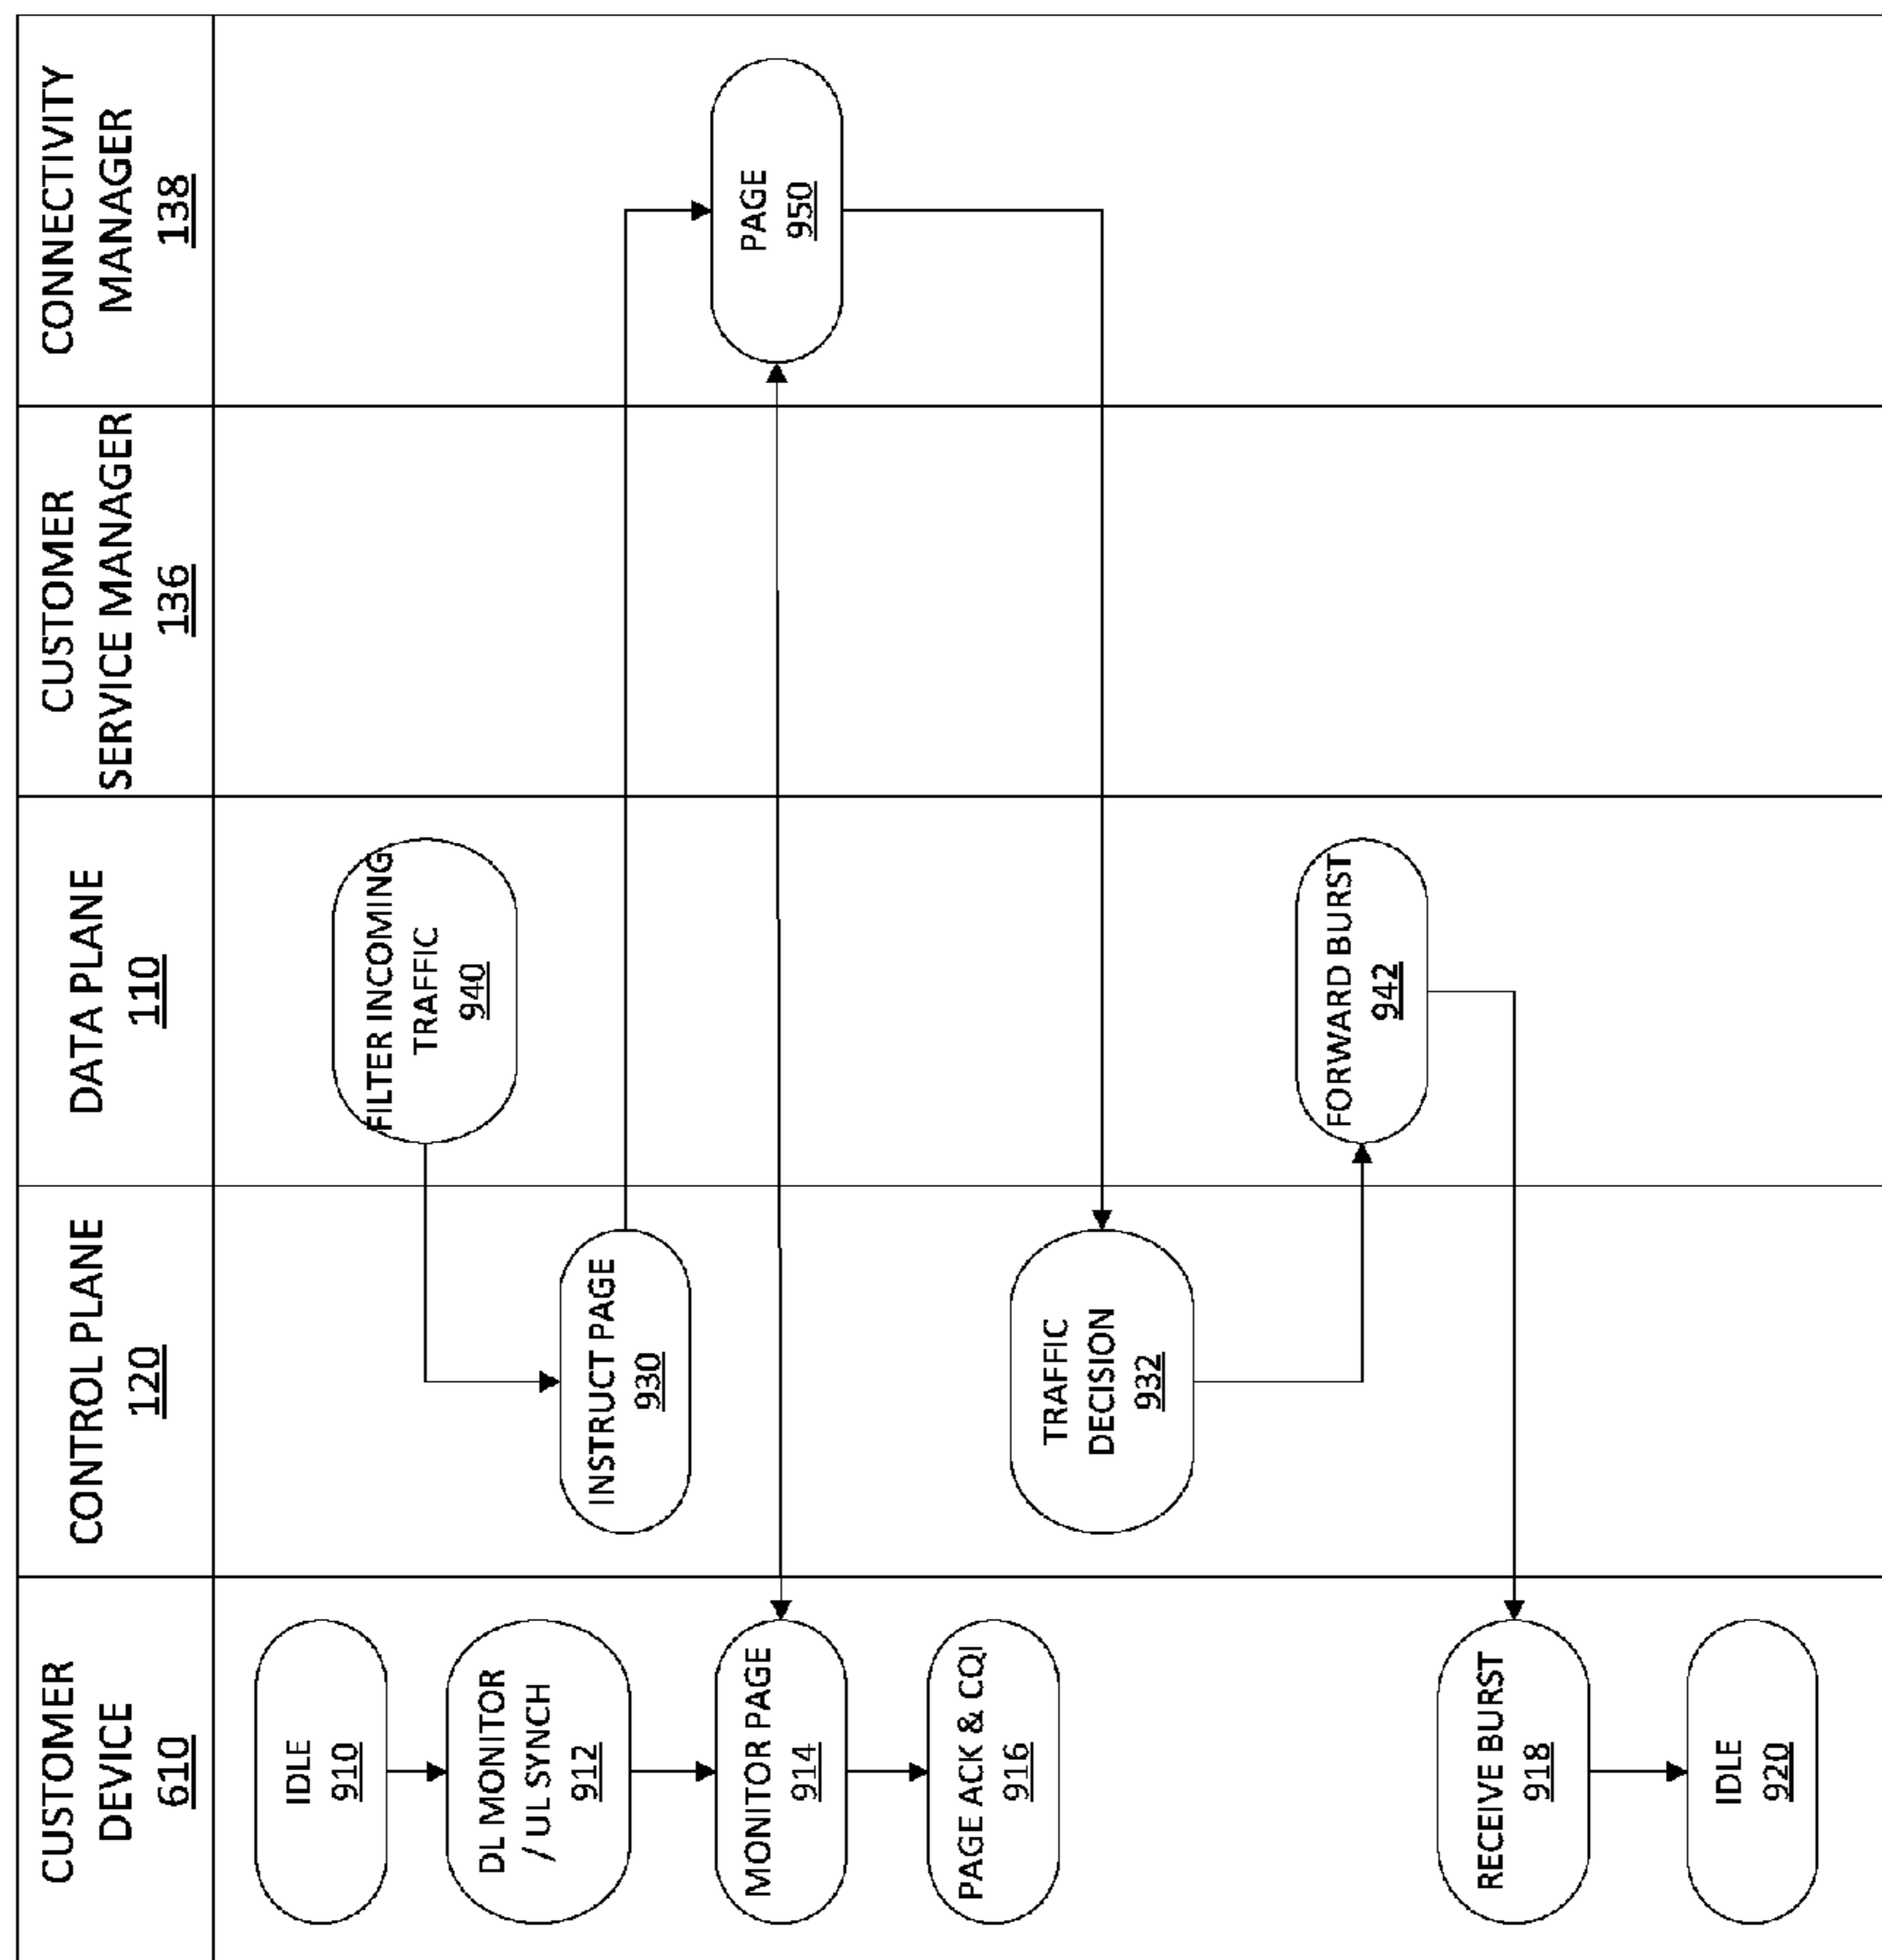 CUSTOMER
DEVICE
610
CONTROL PLANE
120
DATA PLANE
110
CUSTOMER
SERVICE MANAGER
136
CONNECTIVITY
MANAGER
138
IDLE
910
DL MONITOR
/ UL SYNCH
912
MONITOR PAGE
914
PAGE ACK & CQI
916
RECEIVE BURST
918
IDLE
920
INSTRUCT PAGE
930
TRAFFIC
DECISION
932
FILTER INCOMING
TRAFFIC
940
FORWARD BURST
942
PAGE
950